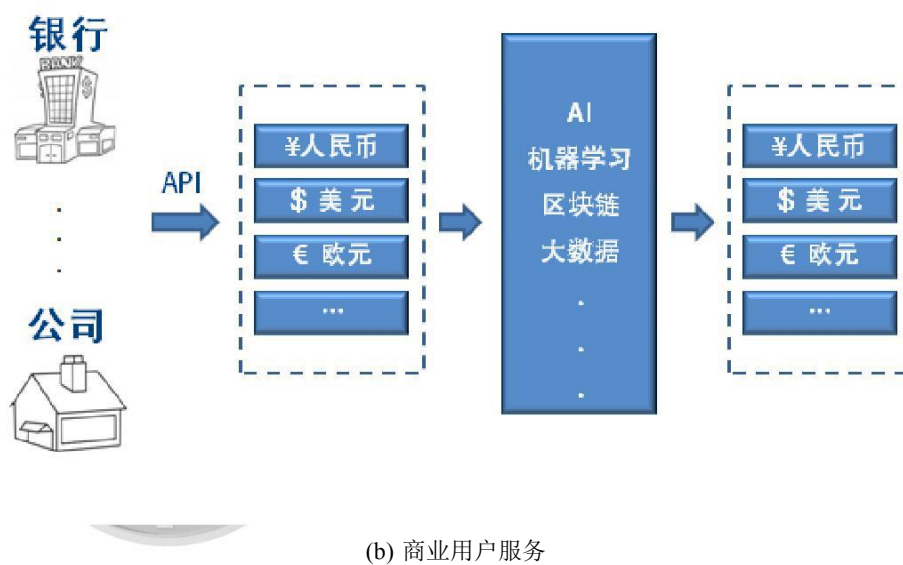 银行
BANK
$
API
公司
¥人民币
$ 美元
€ 欧元
...
AI
机器学习
区块链
大数据
.
.
.
¥人民币
$ 美元
€ 欧元
...
(b) 商业用户服务